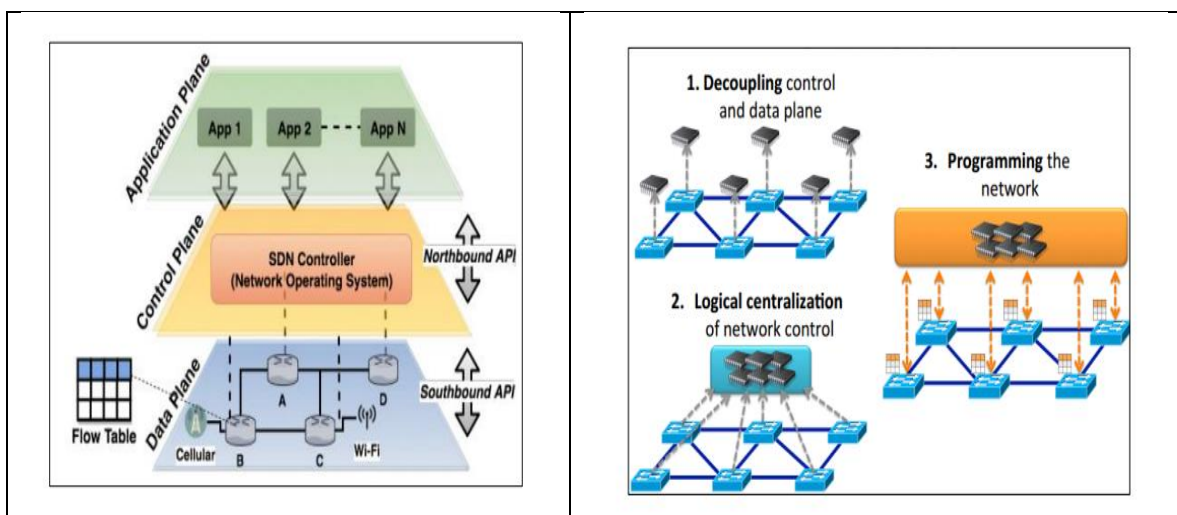 Application Plane
App 1
App 2
App N
Control Plane
SDN Controller
(Network Operating System)
Northbound API
Data Plane
Southbound API
A
D
B
C
Flow Table
Cellular
Wi-Fi
1. Decoupling control
and data plane
2. Logical centralization
of network control
3. Programming the
network